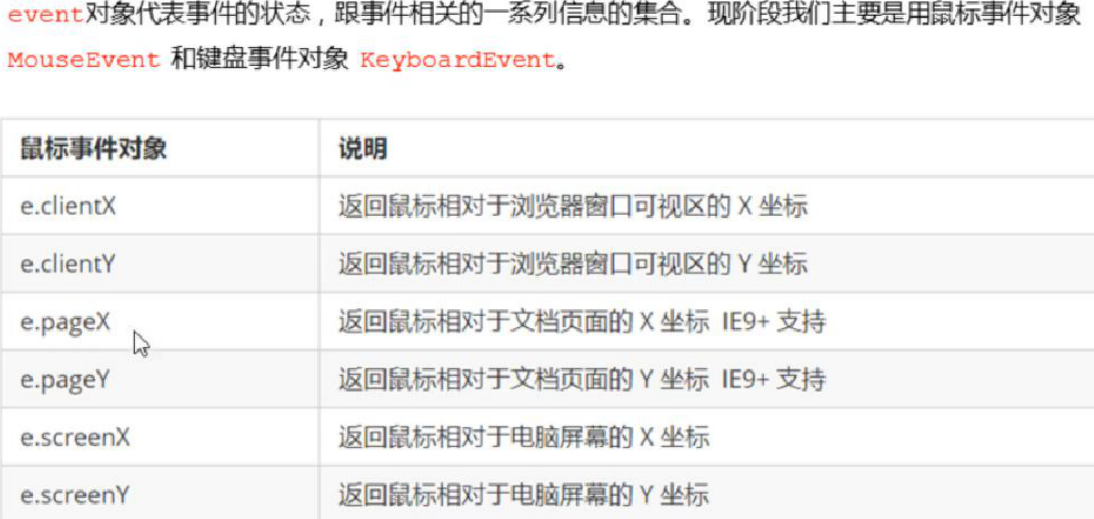 event对象代表事件的状态，跟事件相关的一系列信息的集合。现阶段我们主要是用鼠标事件对象
MouseEvent 和键盘事件对象 KeyboardEvent。
鼠标事件对象 说明
e.clientX 返回鼠标相对于浏览器窗口可视区的 X 坐标
e.clientY 返回鼠标相对于浏览器窗口可视区的 Y 坐标
e.pageX 返回鼠标相对于文档页面的 X 坐标 IE9+ 支持
e.pageY 返回鼠标相对于文档页面的 Y 坐标 IE9+ 支持
e.screenX 返回鼠标相对于电脑屏幕的 X 坐标
e.screenY 返回鼠标相对于电脑屏幕的 Y 坐标